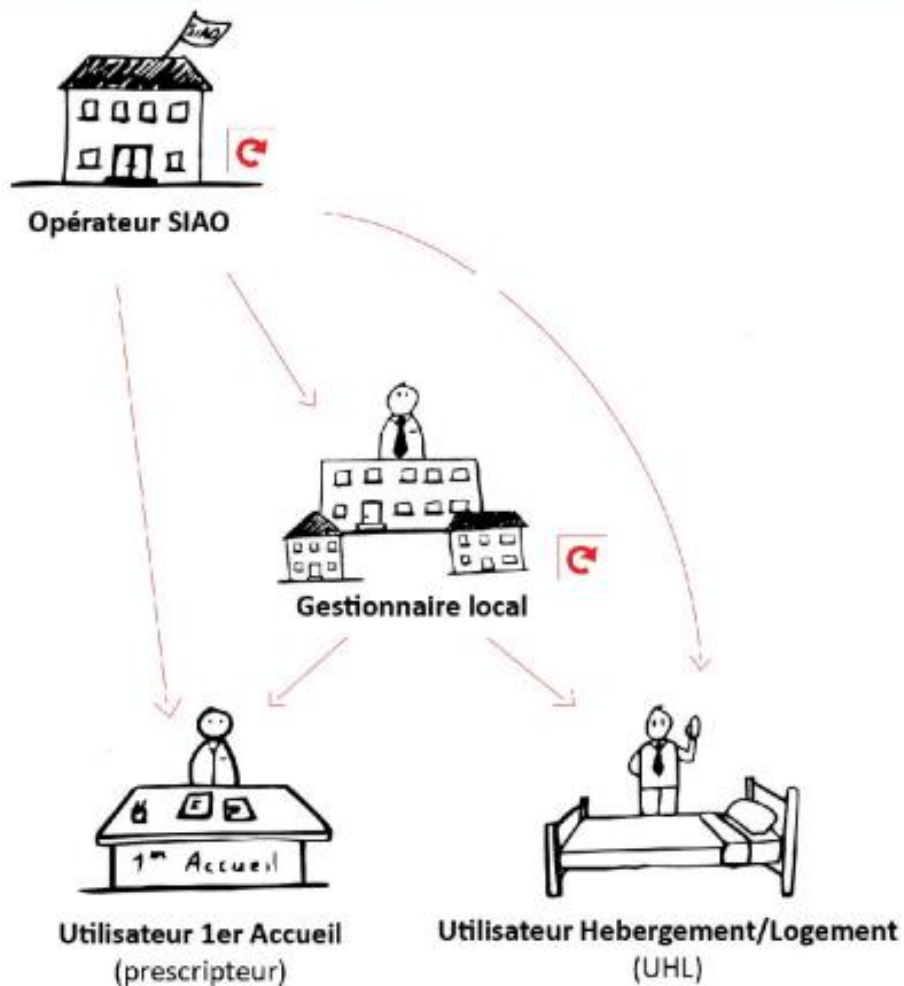 SIAO
Opérateur SIAO
Gestionnaire local
1er Accueil
Utilisateur 1er Accueil
(prescripteur)
Utilisateur Hebergement/Logement
(UHL)